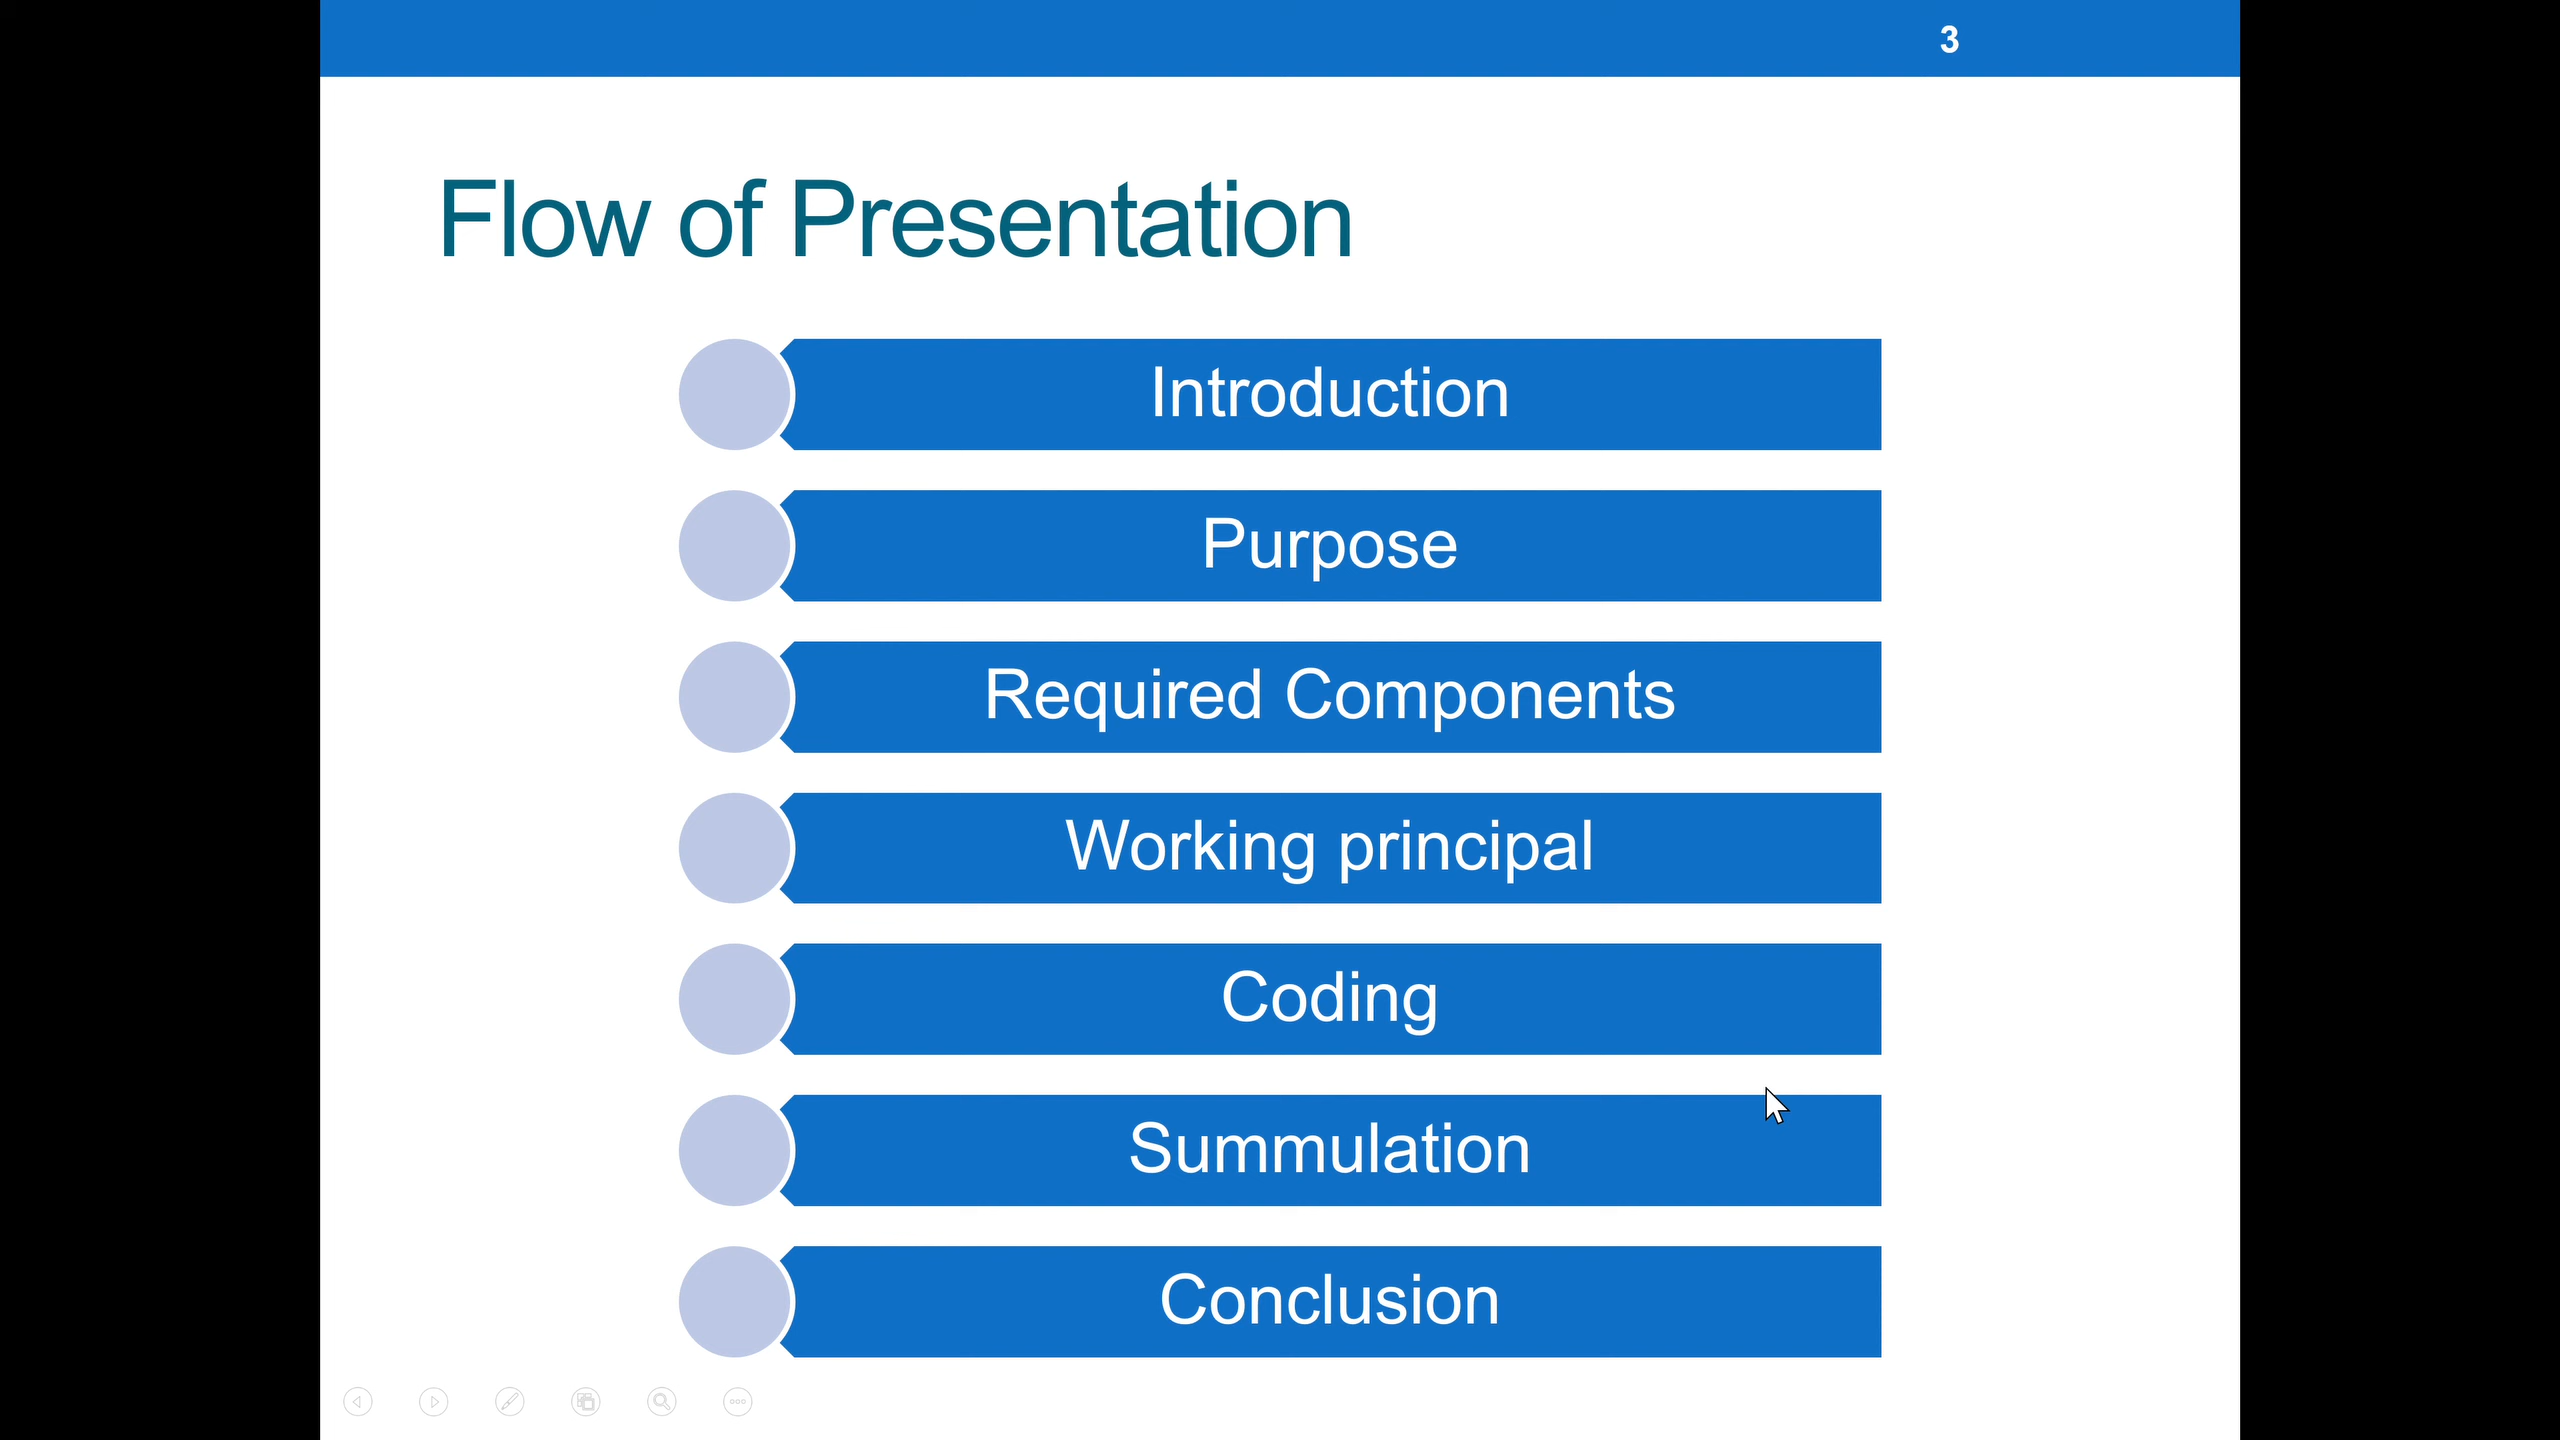 3
Flow of Presentation
Introduction
Purpose
Required Components
Working principal
Coding
Summulation
Conclusion